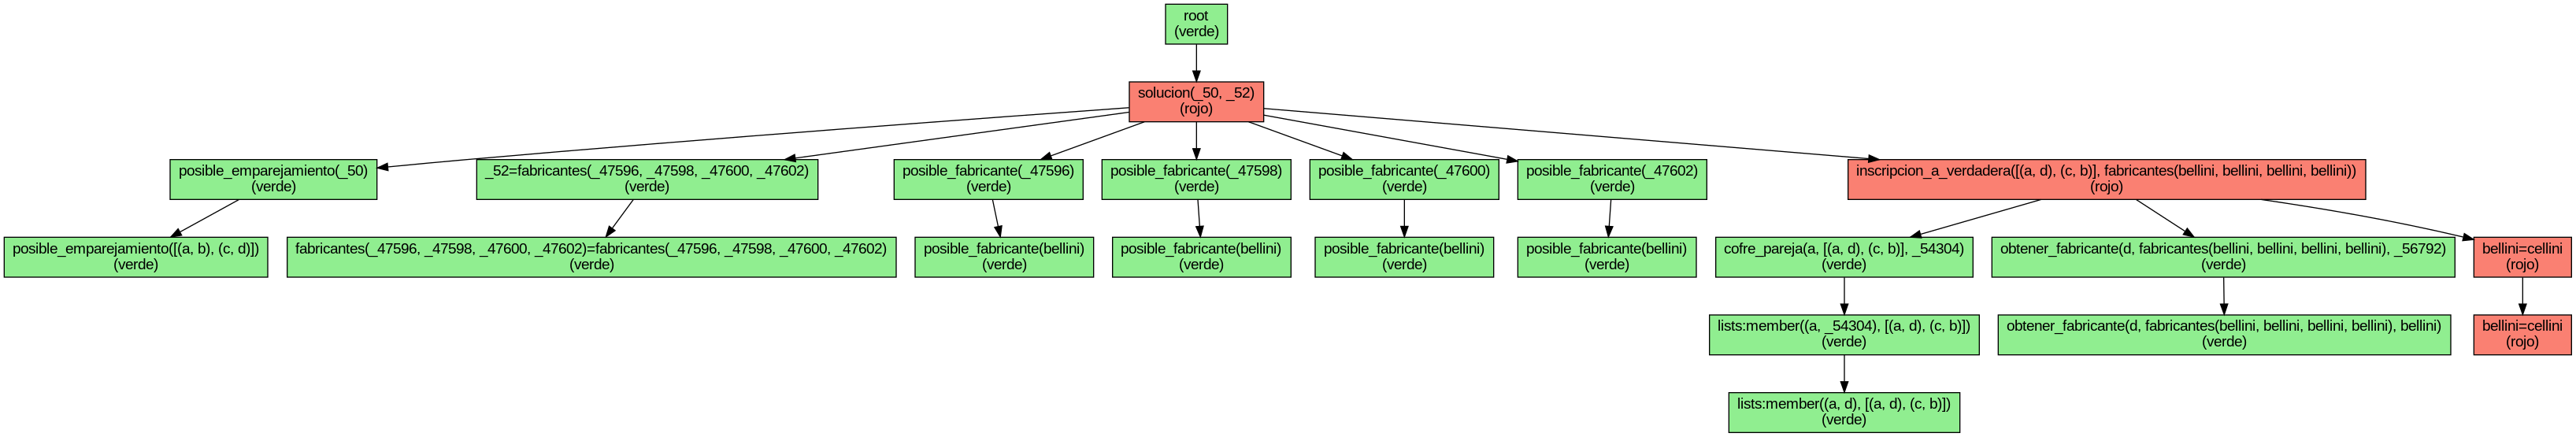 root
(verde)
solucion(_50, _52)
(rojo)
posible_emparejamiento(_50)
(verde)
_52=fabricantes(_47596, _47598, _47600, _47602)
(verde)
posible_fabricante(_47596)
(verde)
posible_fabricante(_47598)
(verde)
posible_fabricante(_47600)
(verde)
posible_fabricante(_47602)
(verde)
inscripcion_a_verdadera([(a, d), (c, b)], fabricantes(bellini, bellini, bellini, bellini))
(rojo)
posible_emparejamiento([(a, b), (c, d)])
(verde)
fabricantes(_47596, _47598, _47600, _47602)=fabricantes(_47596, _47598, _47600, _47602)
(verde)
posible_fabricante(bellini)
(verde)
posible_fabricante(bellini)
(verde)
posible_fabricante(bellini)
(verde)
posible_fabricante(bellini)
(verde)
cofre_pareja(a, [(a, d), (c, b)], _54304)
(verde)
obtener_fabricante(d, fabricantes(bellini, bellini, bellini, bellini), _56792)
(verde)
bellini=cellini
(rojo)
lists:member((a, _54304), [(a, d), (c, b)])
(verde)
obtener_fabricante(d, fabricantes(bellini, bellini, bellini, bellini), bellini)
(verde)
bellini=cellini
(rojo)
lists:member((a, d), [(a, d), (c, b)])
(verde)